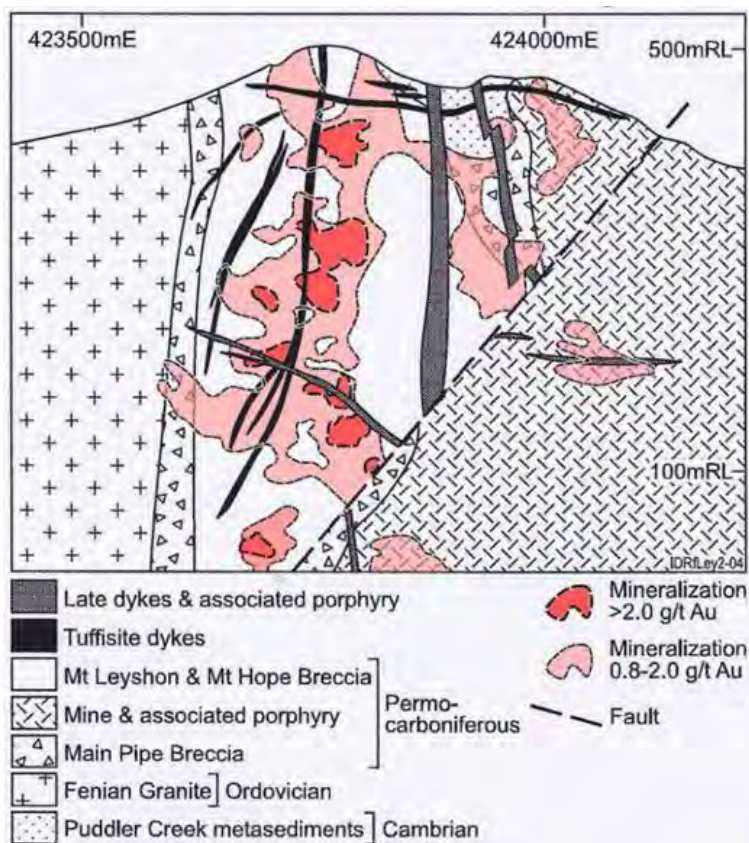 423500mE
424000mE
500mRL
100mRL
IDRfLey2-04
Late dykes & associated porphyry
Tuffisite dykes
Mt Leyshon & Mt Hope Breccia
Mine & associated porphyry
Main Pipe Breccia
Permo-
carboniferous
Fenian Granite
Ordovician
Puddler Creek metasediments
Cambrian
Mineralization
>2.0 g/t Au
Mineralization
0.8-2.0 g/t Au
Fault